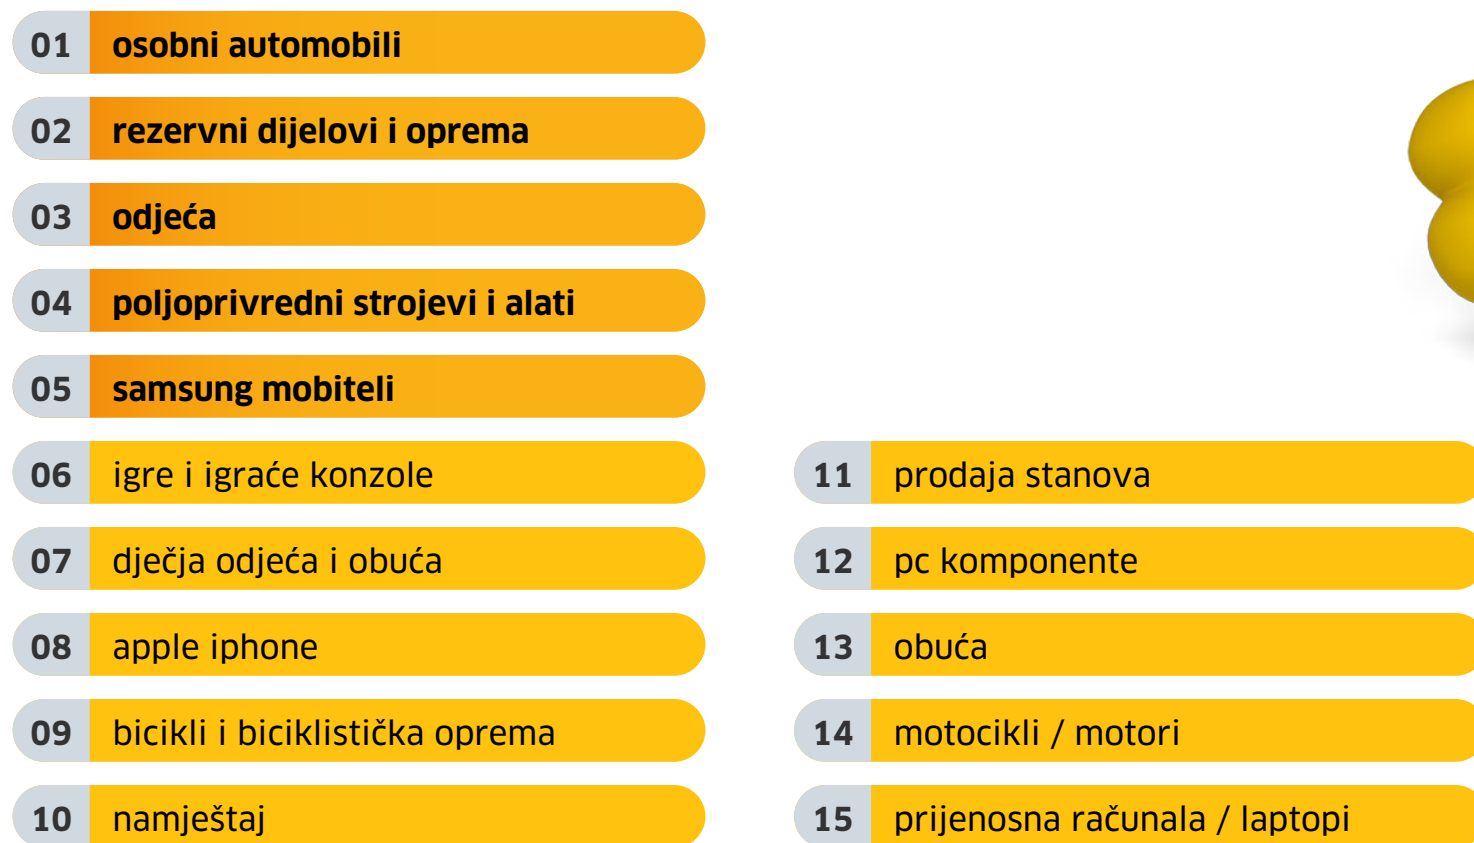 01 osobni automobili
02 rezervni dijelovi i oprema
03 odjeća
04 poljoprivredni strojevi i alati
05 samsung mobiteli
06 igre i igraće konzole
07 dječja odjeća i obuća
08 apple iphone
09 bicikli i biciklistička oprema
10 namještaj
11 prodaja stanova
12 pc komponente
13 obuća
14 motocikli / motori
15 prijenosna računala / laptopi